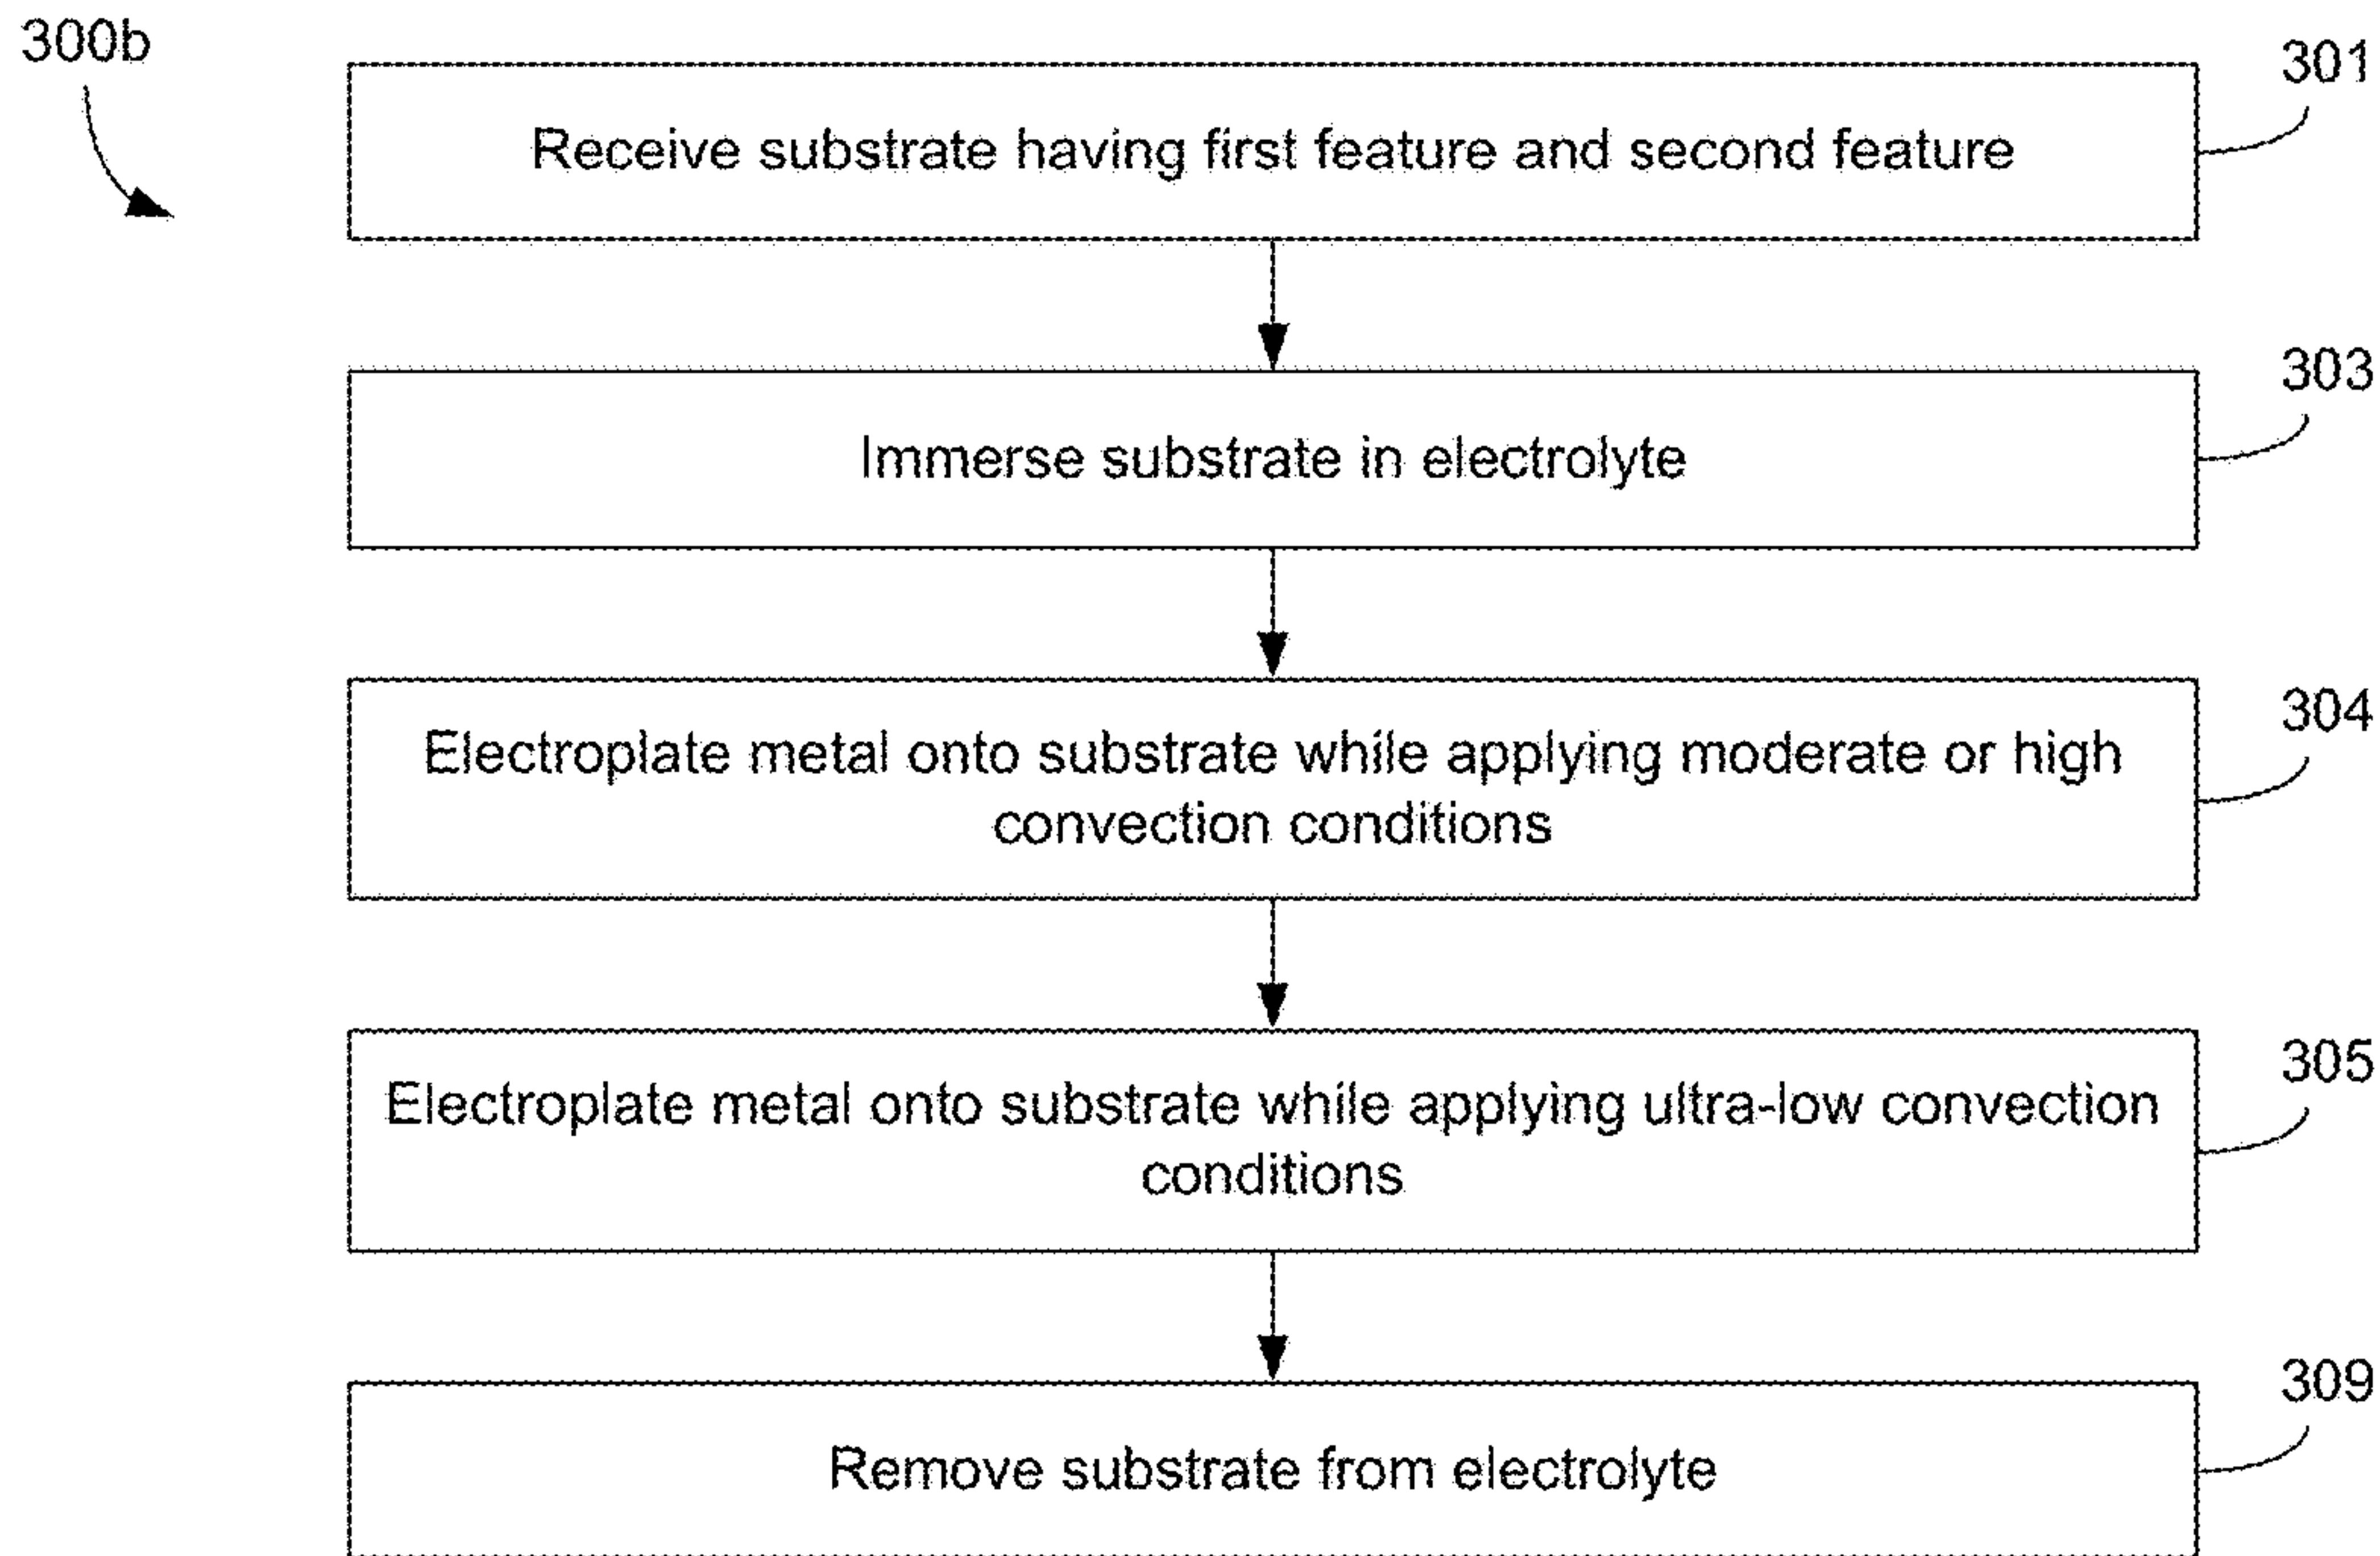 300b
301
Receive substrate having first feature and second feature
303
Immerse substrate in electrolyte
304
Electroplate metal onto substrate while applying moderate or high
convection conditions
305
Electroplate metal onto substrate while applying ultra-low convection
conditions
309
Remove substrate from electrolyte